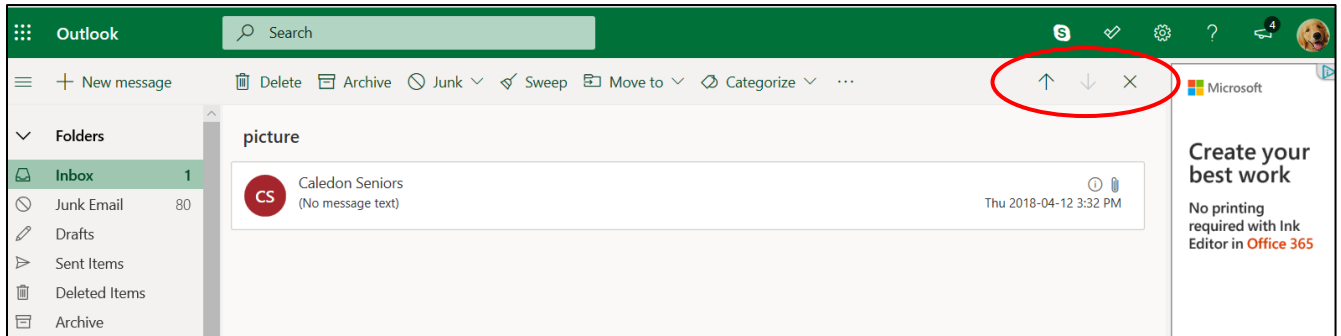 Outlook
Search
S
?
4
New message
Delete Archive Junk Sweep Move to Categorize ...
Folders
Inbox 1
Junk Email 80
Drafts
Sent Items
Deleted Items
Archive
picture
CS
Caledon Seniors
(No message text)
Thu 2018-04-12 3:32 PM
Microsoft
Create your
best work
No printing
required with Ink
Editor in Office 365